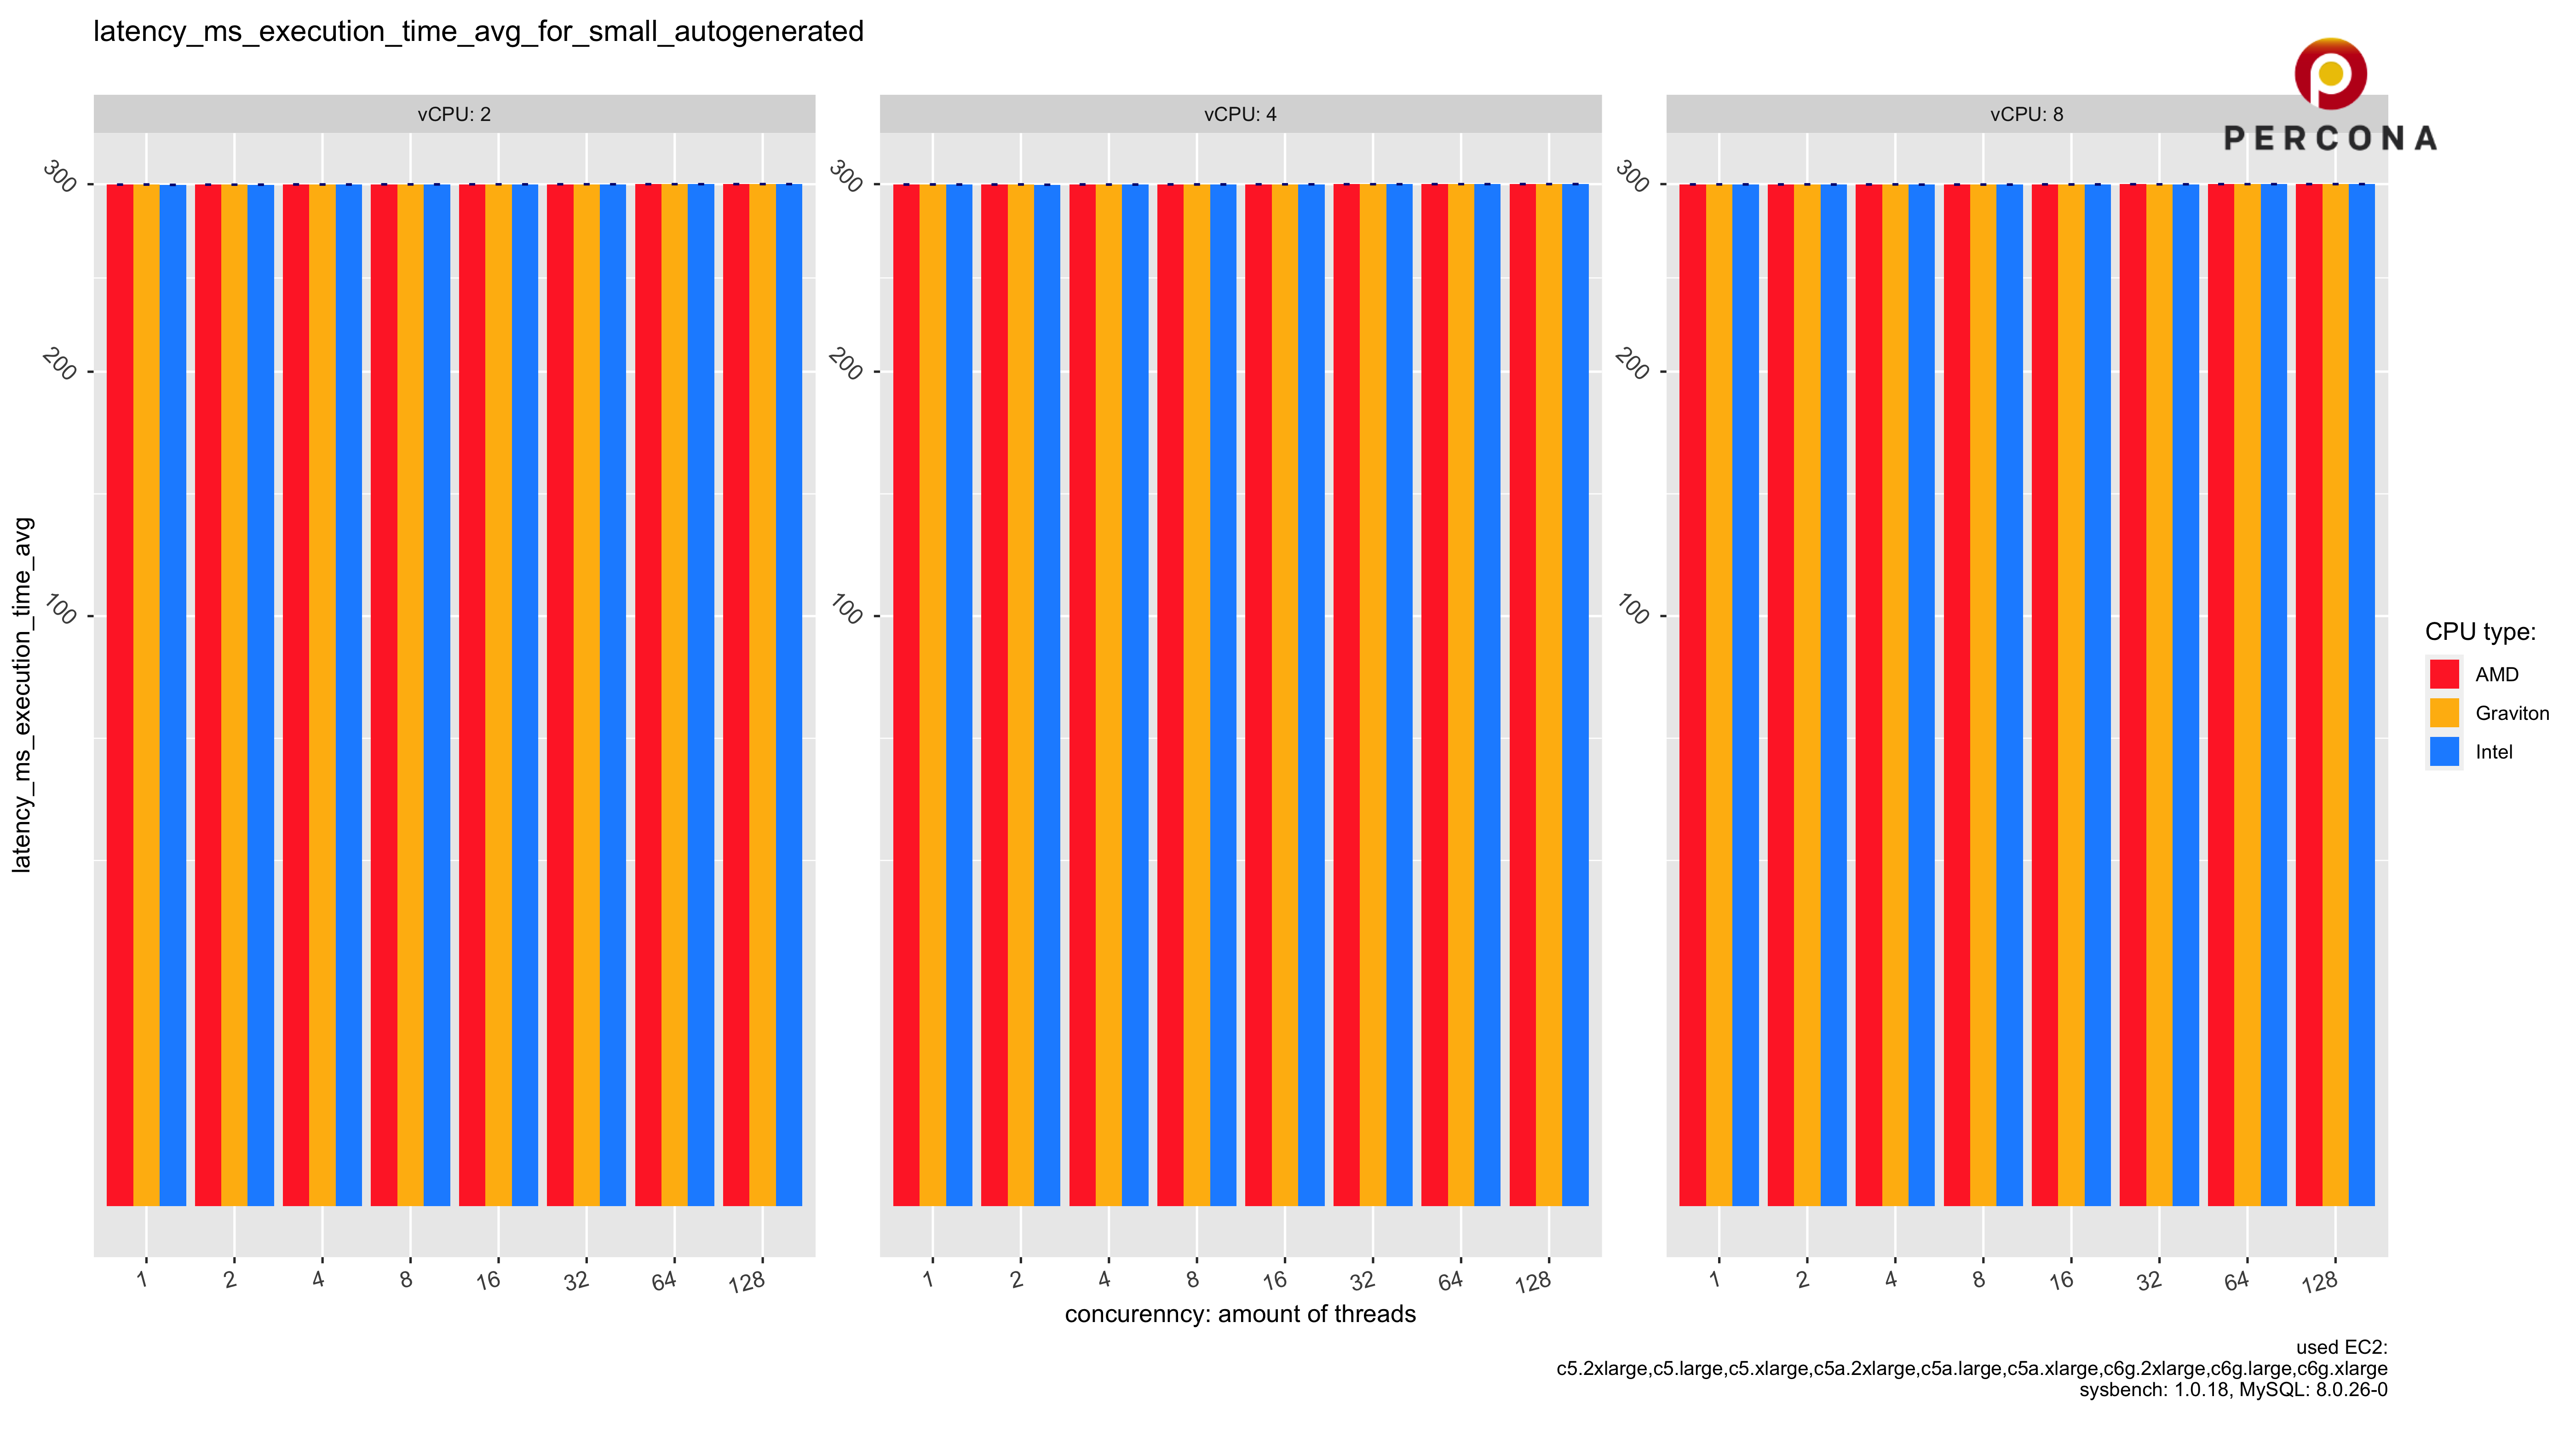 latency_ms_execution_time_avg_for_small_autogenerated
PERCONA
vCPU: 2
vCPU: 4
vCPU: 8
latency_ms_execution_time_avg
300
200
100
300
200
100
300
200
100
1 2 4 8 16 32 64 128
1 2 4 8 16 32 64 128
1 2 4 8 16 32 64 128
concurenncy: amount of threads
CPU type:
AMD
Graviton
Intel
used EC2:
c5.2xlarge,c5.large,c5.xlarge,c5a.2xlarge,c5a.large,c5a.xlarge,c6g.2xlarge,c6g.large,c6g.xlarge
sysbench: 1.0.18, MySQL: 8.0.26-0